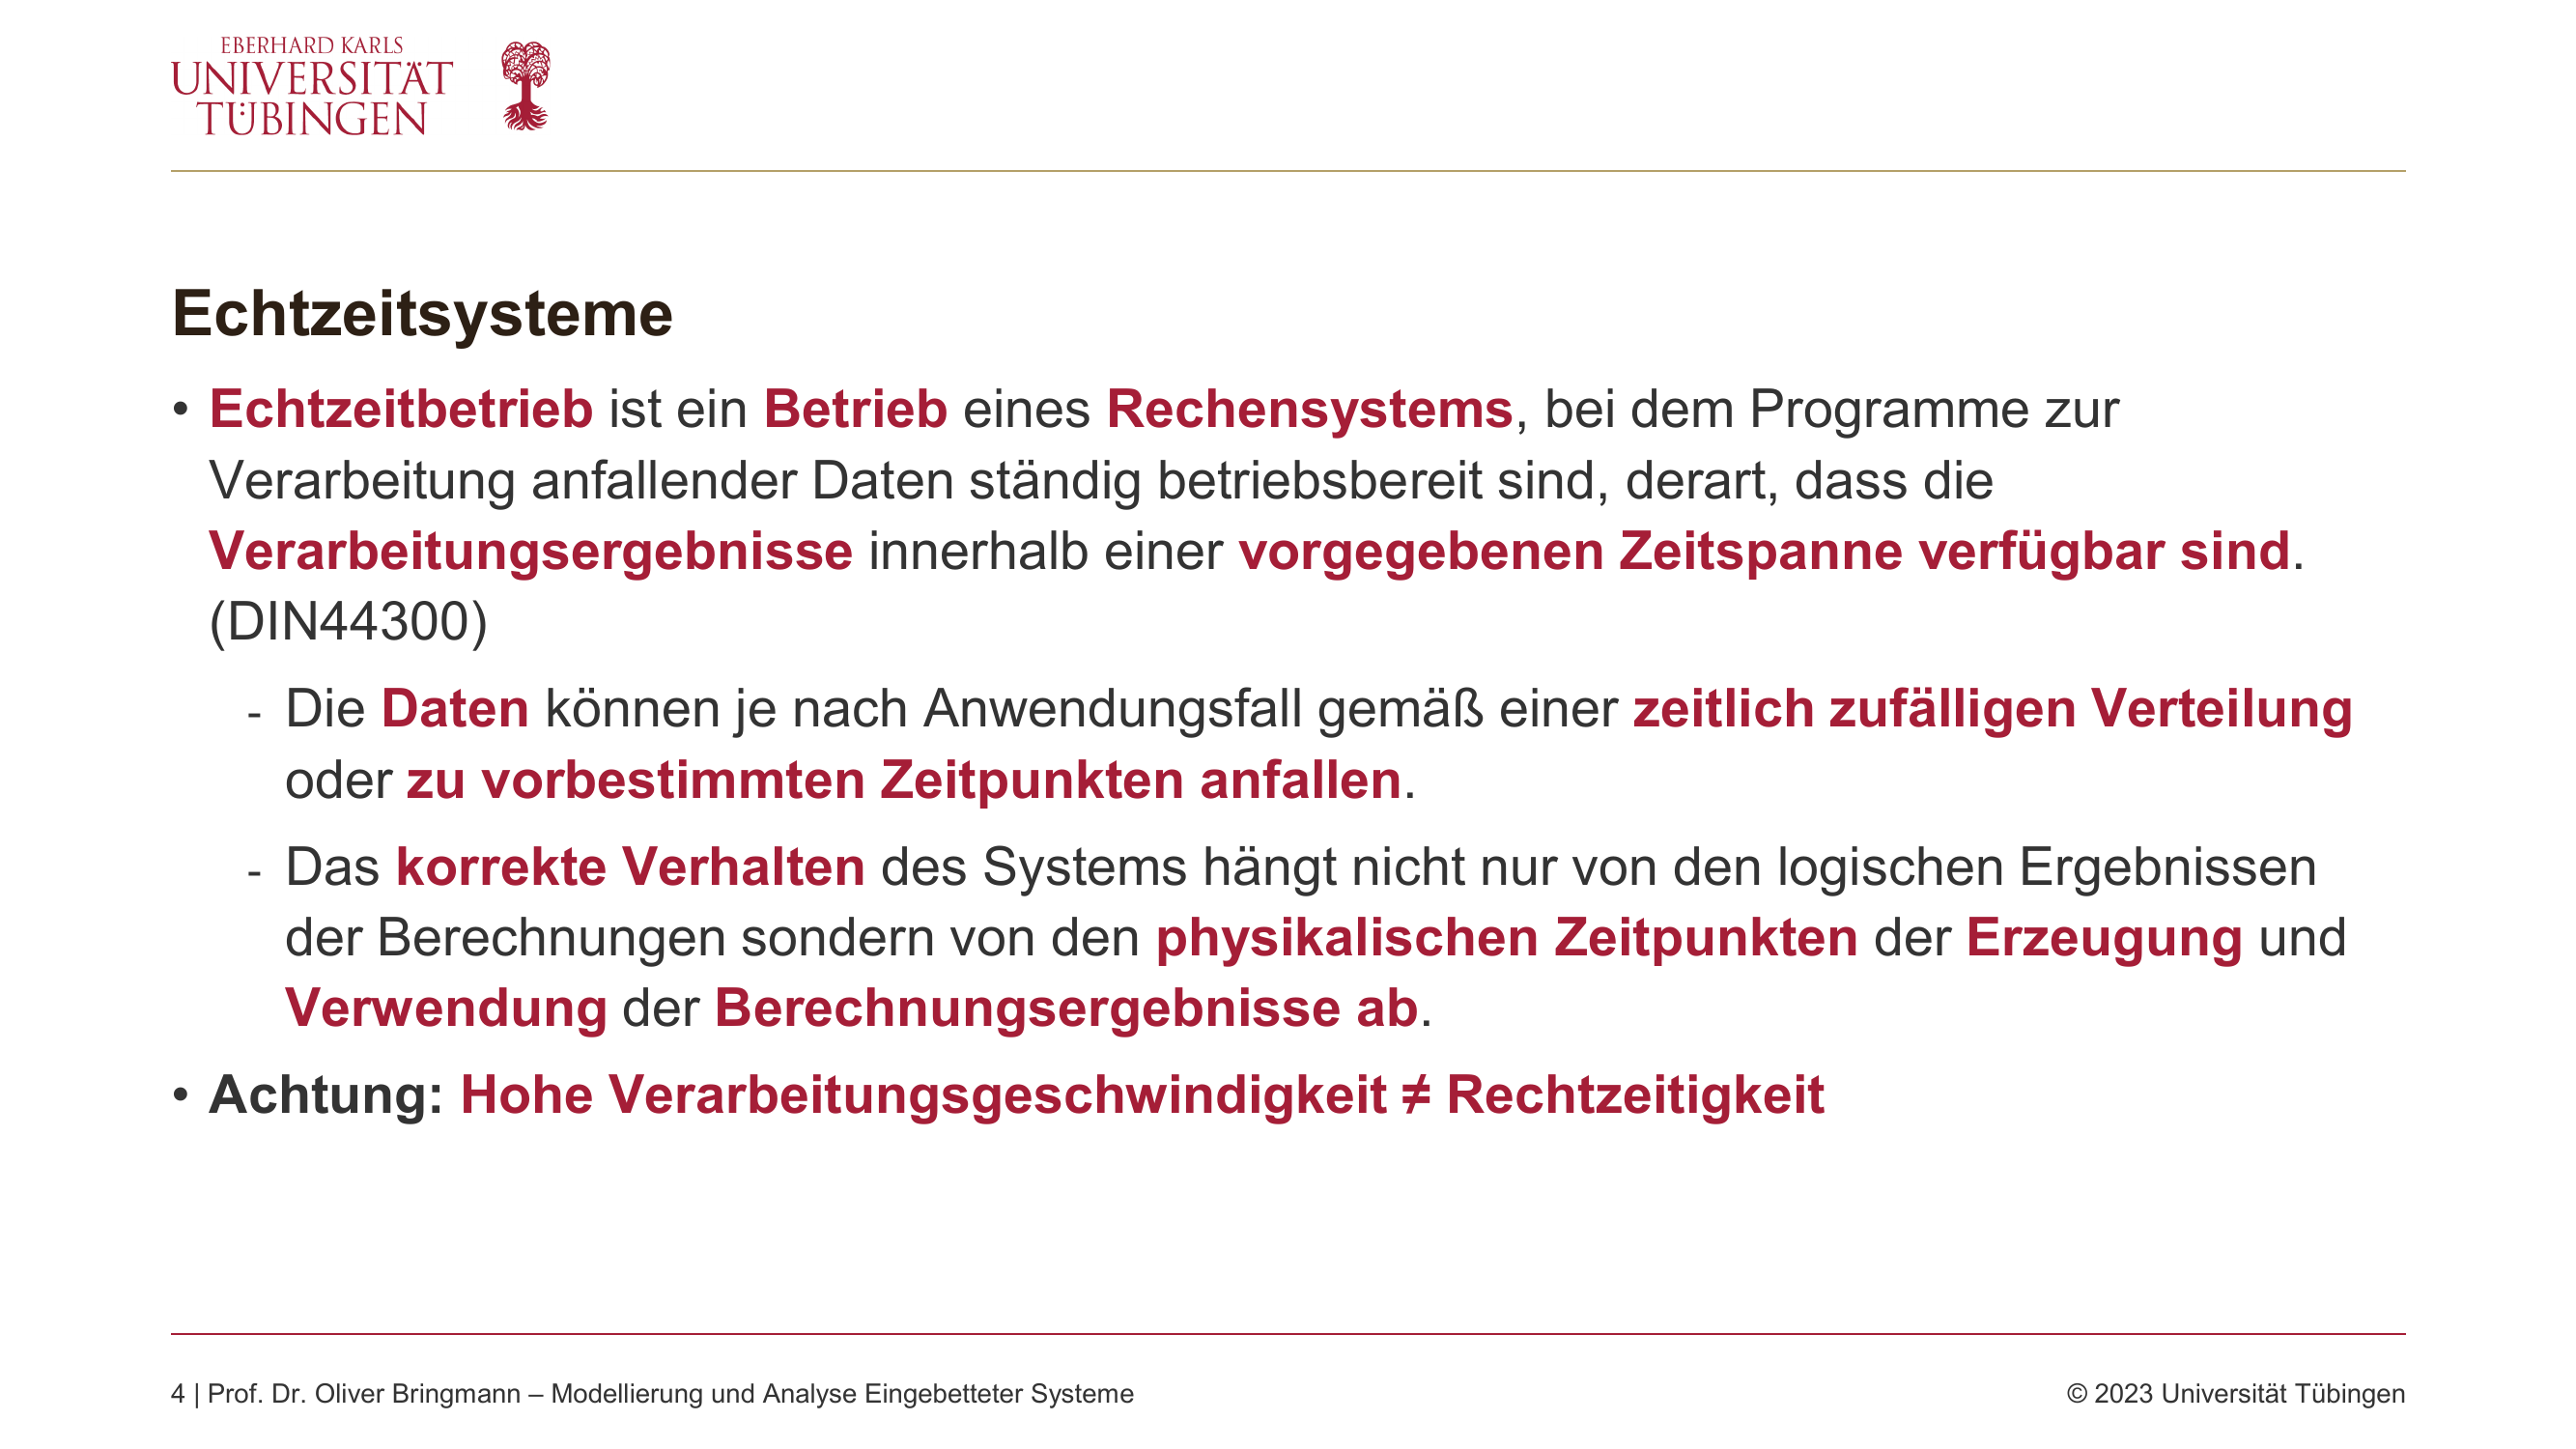 EBERHARD KARLS
UNIVERSITÄT
TÜBINGEN
Echtzeitsysteme
• Echtzeitbetrieb ist ein Betrieb eines Rechensystems, bei dem Programme zur
Verarbeitung anfallender Daten ständig betriebsbereit sind, derart, dass die
Verarbeitungsergebnisse innerhalb einer vorgegebenen Zeitspanne verfügbar sind.
(DIN44300)
- Die Daten können je nach Anwendungsfall gemäß einer zeitlich zufälligen Verteilung
oder zu vorbestimmten Zeitpunkten anfallen.
- Das korrekte Verhalten des Systems hängt nicht nur von den logischen Ergebnissen
der Berechnungen sondern von den physikalischen Zeitpunkten der Erzeugung und
Verwendung der Berechnungsergebnisse ab.
• Achtung: Hohe Verarbeitungsgeschwindigkeit ≠ Rechtzeitigkeit
4 | Prof. Dr. Oliver Bringmann – Modellierung und Analyse Eingebetteter Systeme
© 2023 Universität Tübingen